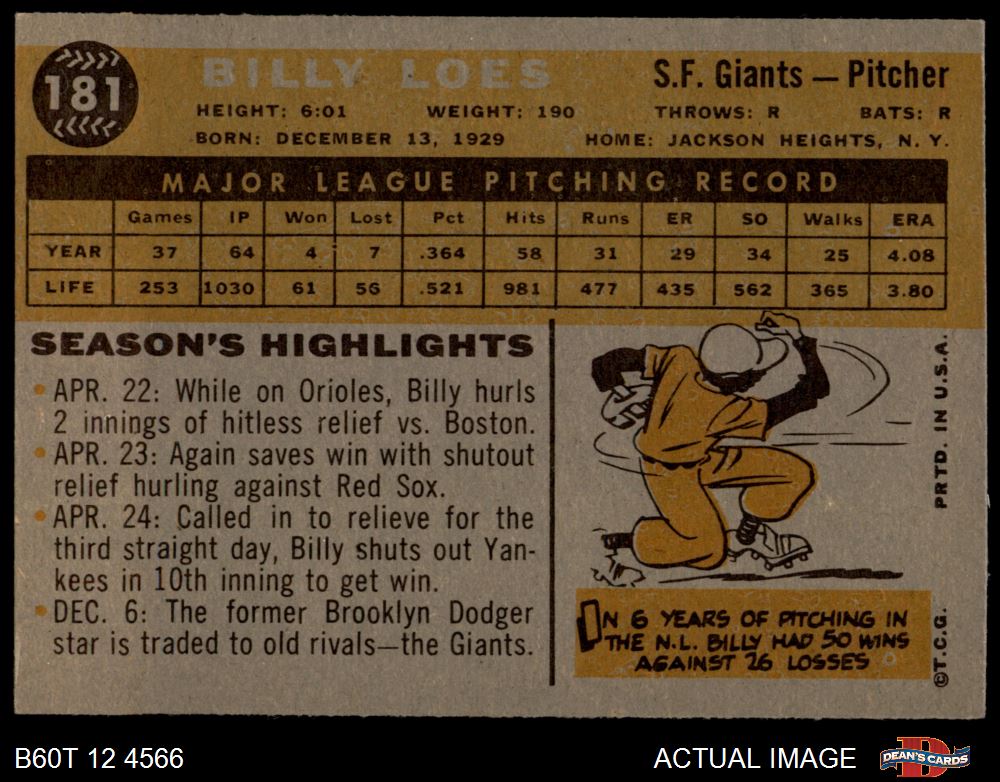 181
BILLY LOES
S.F. Giants — Pitcher
HEIGHT: 6:01 WEIGHT: 190 THROWS: R BATS: R
BORN: DECEMBER 13, 1929 HOME: JACKSON HEIGHTS, N. Y.
MAJOR LEAGUE PITCHING RECORD
Games IP Won Lost Pct Hits Runs ER SO Walks ERA
YEAR 37 64 4 7 .364 58 31 29 34 25 4.08
LIFE 253 1030 61 56 .521 981 477 435 562 365 3.80
SEASON'S HIGHLIGHTS
• APR. 22: While on Orioles, Billy hurls
2 innings of hitless relief vs. Boston.
• APR. 23: Again saves win with shutout
relief hurling against Red Sox.
• APR. 24: Called in to relieve for the
third straight day, Billy shuts out Yan-
kees in 10th inning to get win.
• DEC. 6: The former Brooklyn Dodger
star is traded to old rivals—the Giants.
IN 6 YEARS OF PITCHING IN
THE N.L. BILLY HAD 50 WINS
AGAINST 26 LOSSES
PRTD. IN U.S.A.
©T.C.G.
B60T 12 4566
ACTUAL IMAGE
DEAN'S CARDS